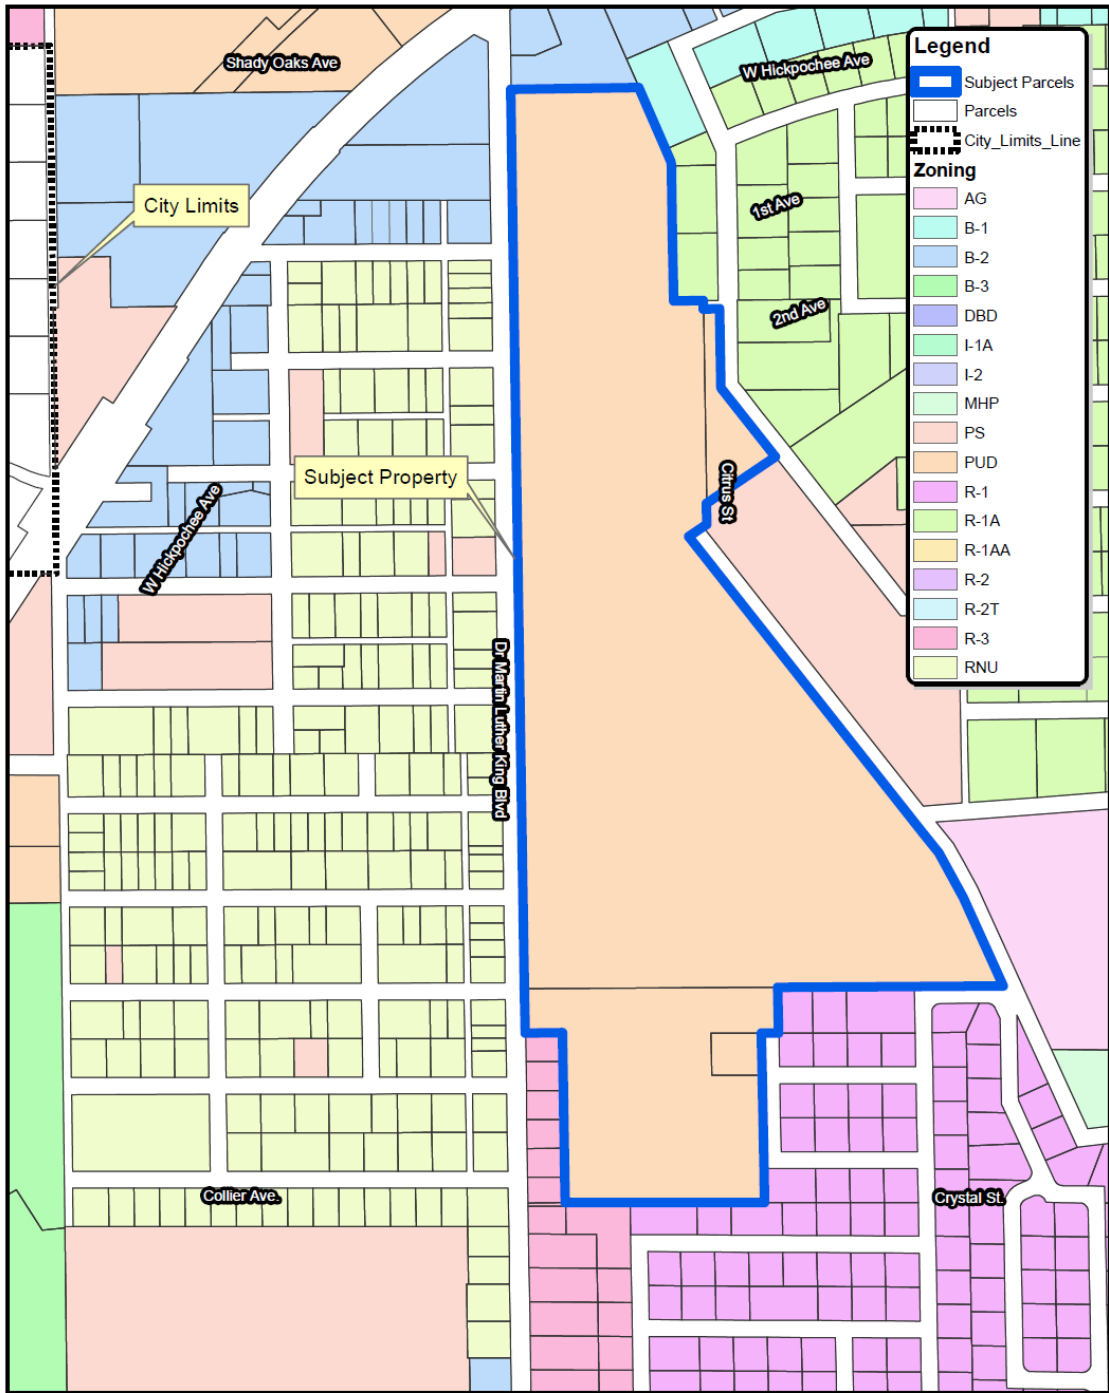 Shady Oaks Ave
W Hickpochee Ave
Legend
Subject Parcels
Parcels
City_Limits_Line
Zoning
AG
B-1
B-2
B-3
DBD
I-1A
I-2
MHP
PS
PUD
R-1
R-1A
R-1AA
R-2
R-2T
R-3
RNU
City Limits
1st Ave
2nd Ave
Subject Property
Citrus St
W Hickpochee Ave
Dr Martin Luther King Blvd
Collier Ave.
Crystal St.